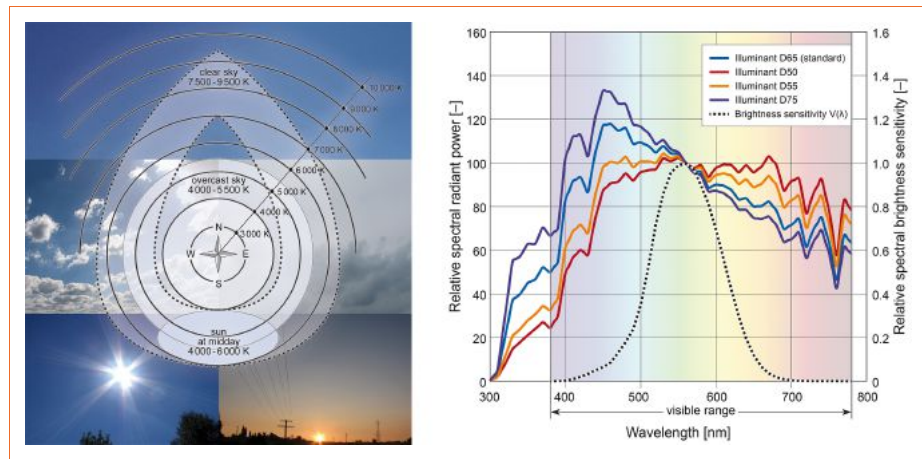 clear sky
7 500 - 9 500 K
10 000 K
9 000 K
8 000 K
7 000 K
6 000 K
overcast sky
4 000 - 5 500 K
5 000 K
4 000 K
3 000 K
N
W
E
S
sun
at midday
4 000 - 6 000 K
160
140
120
100
80
60
40
20
0
Relative spectral radiant power [–]
1.6
1.4
1.2
1.0
0.8
0.6
0.4
0.2
0
Relative spectral brightness sensitivity [–]
Illuminant D65 (standard)
Illuminant D50
Illuminant D55
Illuminant D75
Brightness sensitivity V(λ)
300 400 500 600 700 800
visible range
Wavelength [nm]